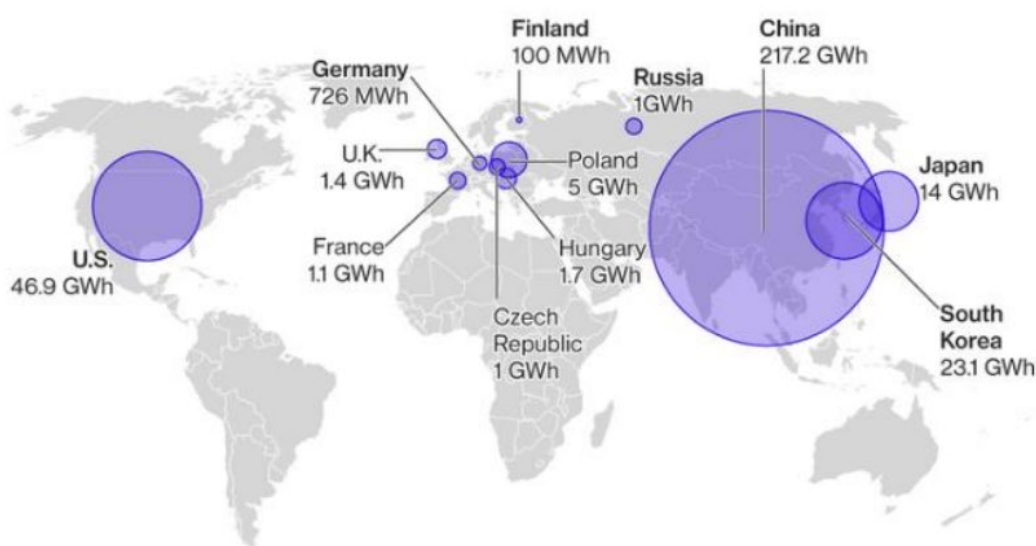 Finland
100 MWh
China
217.2 GWh
Germany
726 MWh
Russia
1GWh
U.K.
1.4 GWh
Poland
5 GWh
Japan
14 GWh
France
1.1 GWh
Hungary
1.7 GWh
U.S.
46.9 GWh
Czech
Republic
1 GWh
South
Korea
23.1 GWh